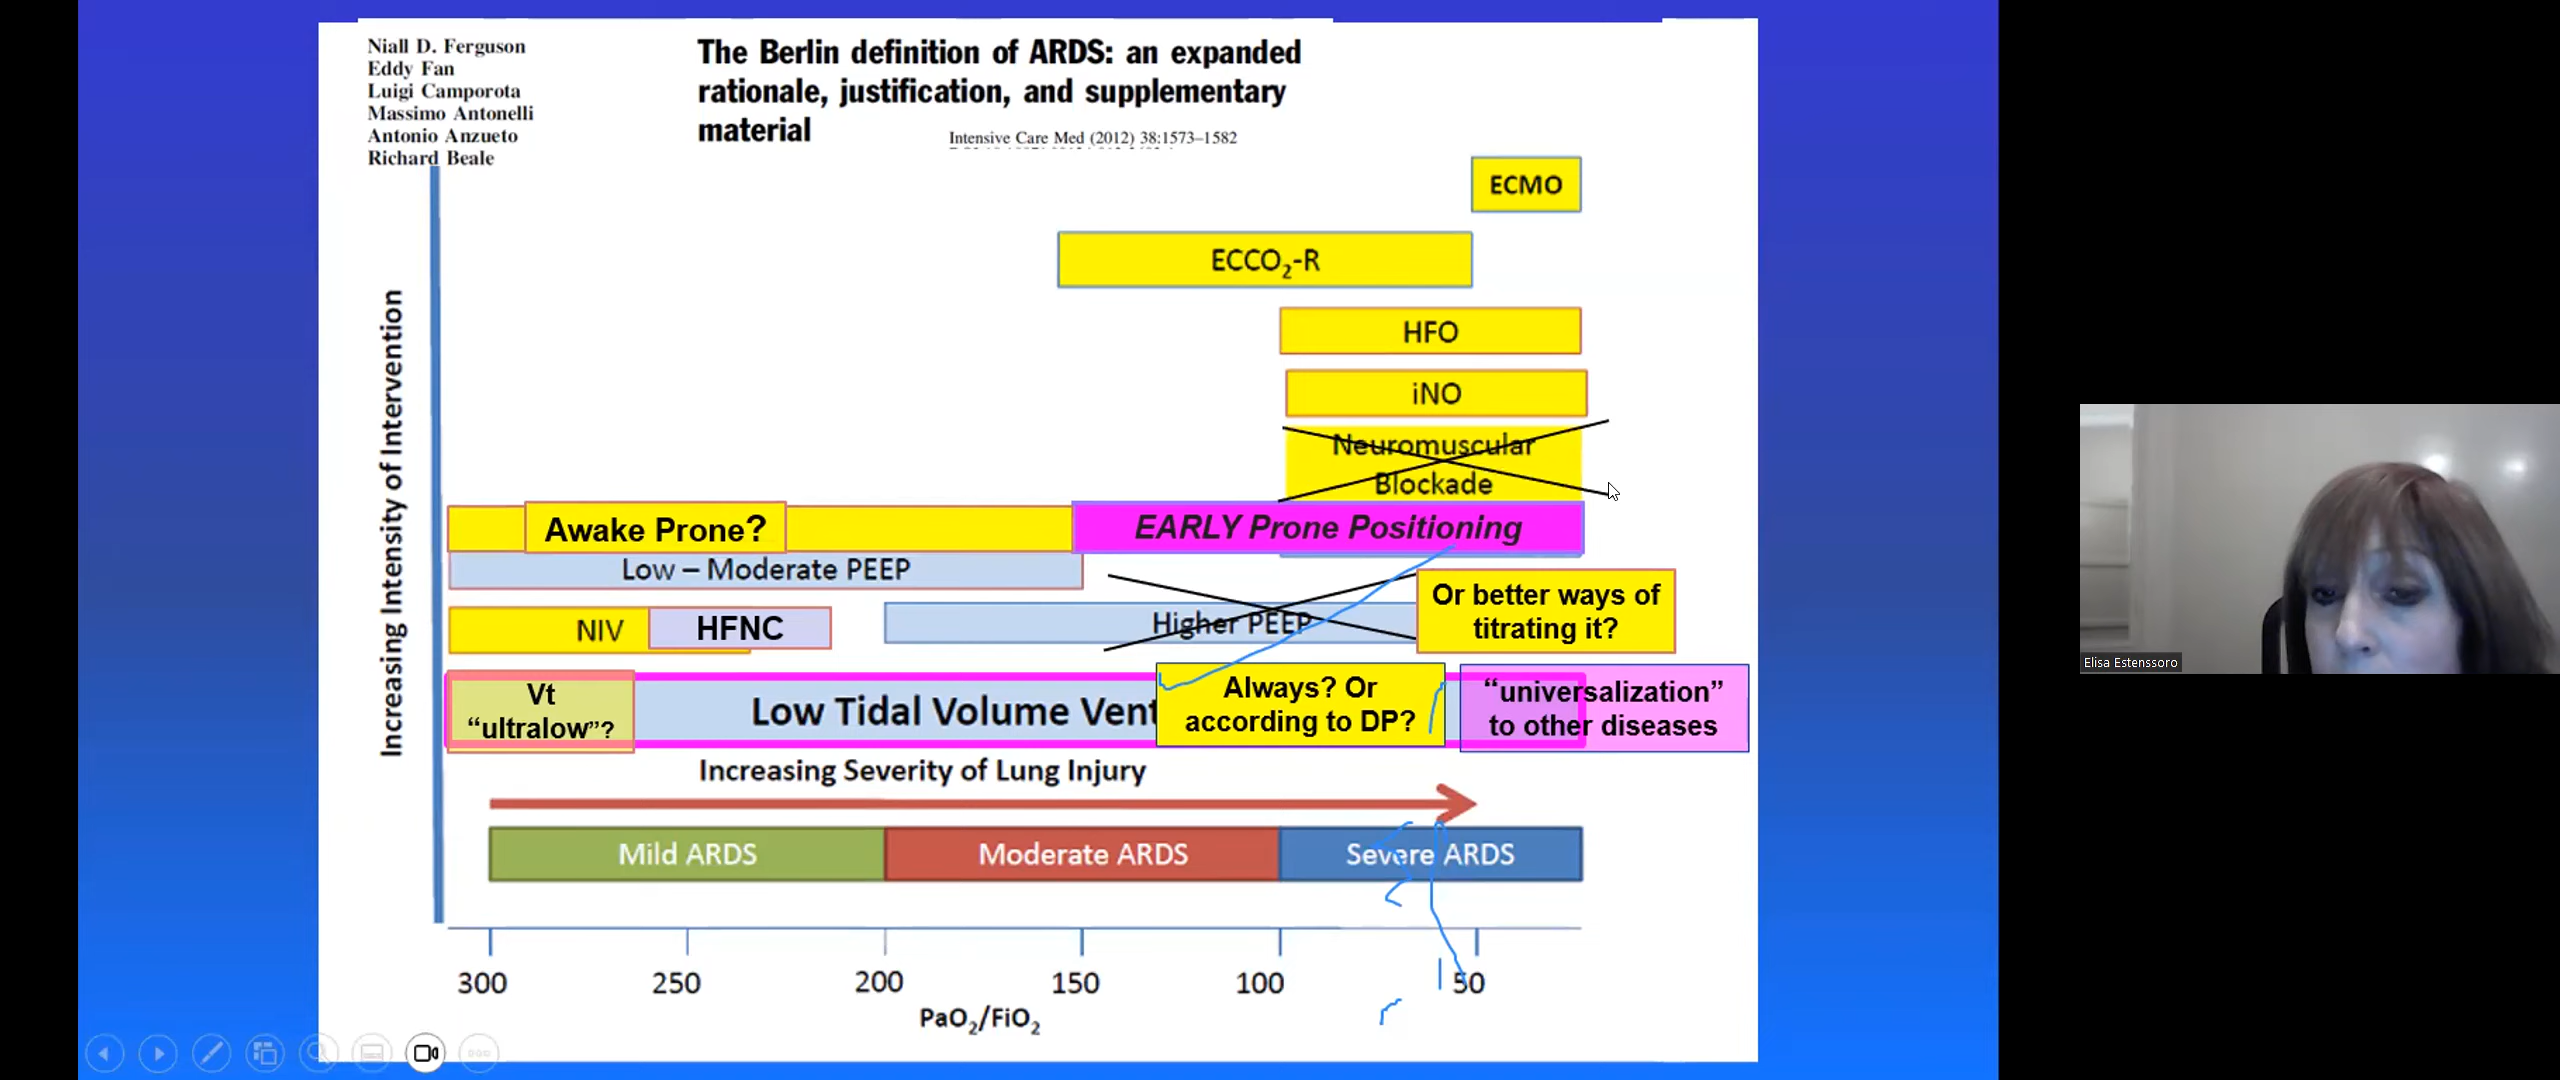 Niall D. Ferguson
Eddy Fan
Luigi Camporota
Massimo Antonelli
Antonio Anzueto
Richard Beale
The Berlin definition of ARDS: an expanded
rationale, justification, and supplementary
material
Intensive Care Med (2012) 38:1573–1582
Increasing Intensity of Intervention
ECMO
ECCO2-R
HFO
iNO
Neuromuscular
Blockade
Awake Prone?
EARLY Prone Positioning
Low – Moderate PEEP
NIV
HFNC
Higher PEEP
Or better ways of
titrating it?
Vt
“ultralow”?
Low Tidal Volume Vent
Always? Or
according to DP?
“universalization”
to other diseases
Increasing Severity of Lung Injury
Mild ARDS
Moderate ARDS
Severe ARDS
300
250
200
150
100
50
PaO2/FiO2
Elisa Estenssoro